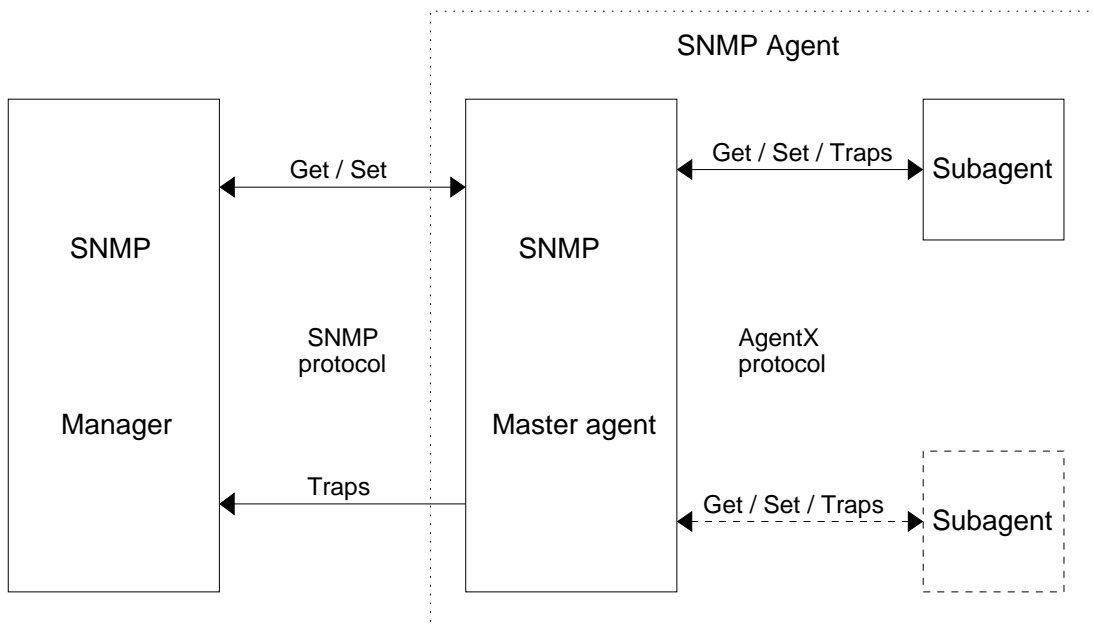 SNMP Agent
Get / Set
Get / Set / Traps
Subagent
SNMP
SNMP
SNMP
protocol
AgentX
protocol
Manager
Master agent
Traps
Get / Set / Traps
Subagent